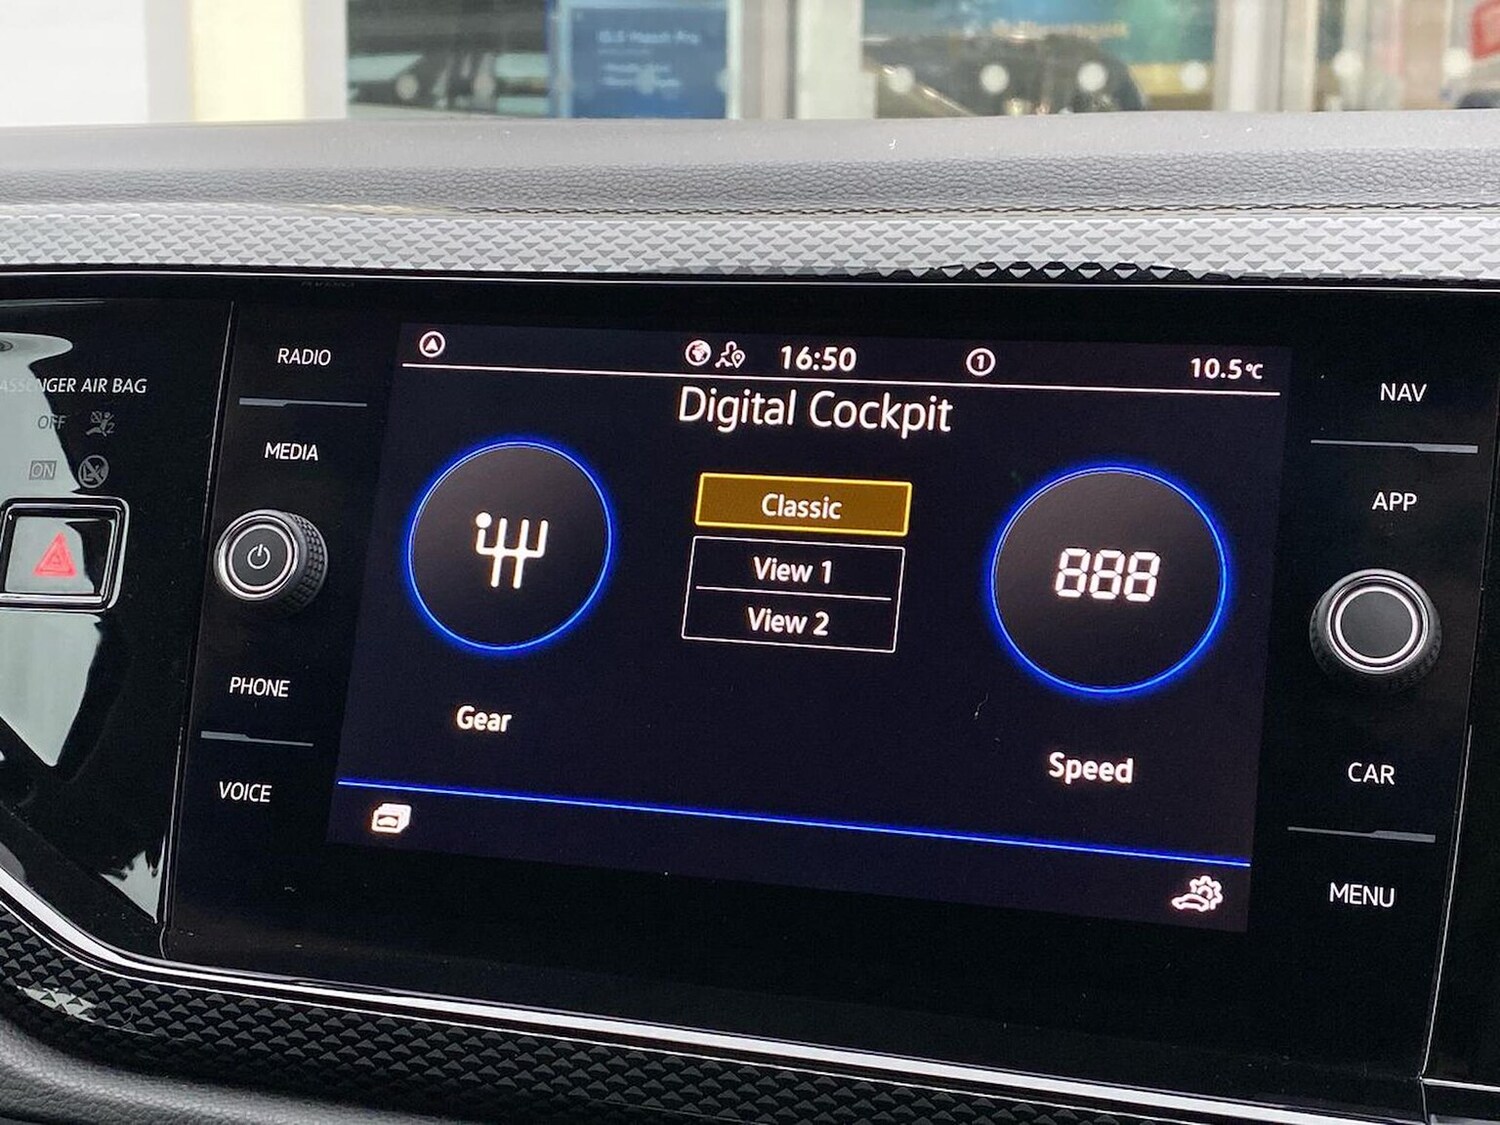 RADIO
MEDIA
PHONE
VOICE
AIR BAG
OFF
ON
16:50
1
10.5°C
Digital Cockpit
Classic
View 1
View 2
888
Gear
Speed
NAV
APP
CAR
MENU